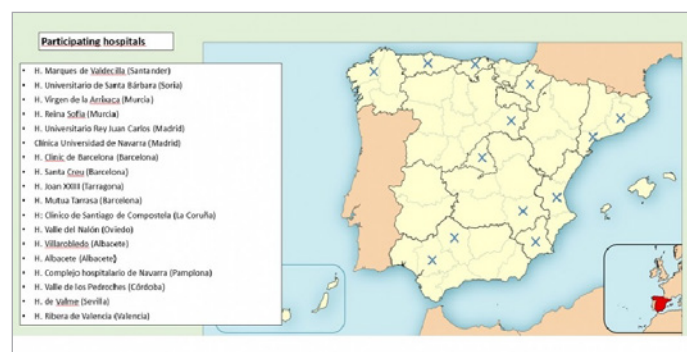 Participating hospitals
• H. Marques de Valdecilla (Santander)
• H. Universitario de Santa Bárbara (Soria)
• H. Virgen de la Arrixaca (Murcia)
• H. Reina Sofía (Murcia)
• H. Universitario Rey Juan Carlos (Madrid)
Clínica Universidad de Navarra (Madrid)
• H. Clinic de Barcelona (Barcelona)
• H. Santa Creu (Barcelona)
• H. Joan XXIII (Tarragona)
• H. Mutua Tarrasa (Barcelona)
• H: Clínico de Santiago de Compostela (La Coruña)
• H. Valle del Nalón (Oviedo)
• H. Villarobledo (Albacete)
• H. Albacete (Albacete)
• H. Complejo hospitalario de Navarra (Pamplona)
• H. Valle de los Pedroches (Córdoba)
• H. de Valme (Sevilla)
• H. Ribera de Valencia (Valencia)